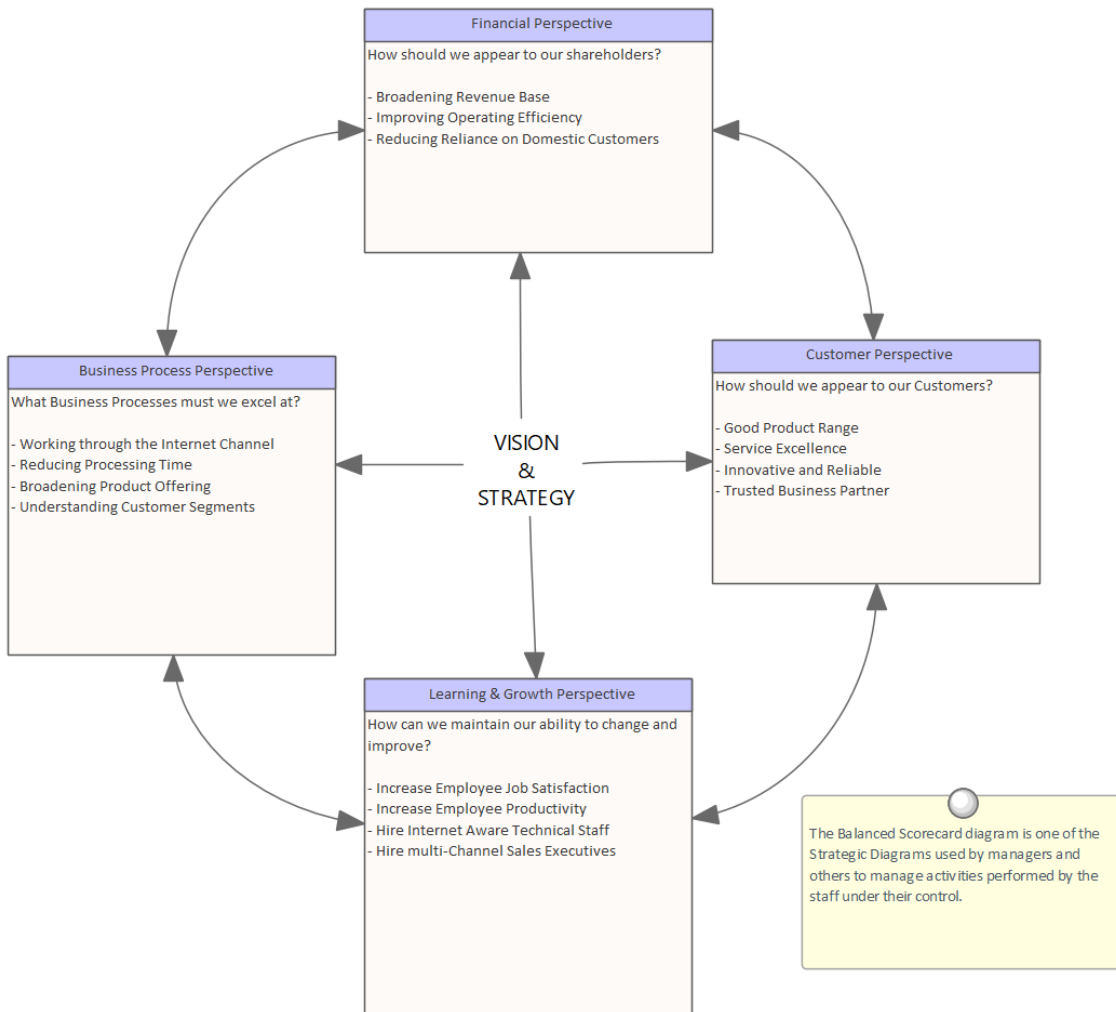 Financial Perspective
How should we appear to our shareholders?
- Broadening Revenue Base
- Improving Operating Efficiency
- Reducing Reliance on Domestic Customers
Business Process Perspective
What Business Processes must we excel at?
- Working through the Internet Channel
- Reducing Processing Time
- Broadening Product Offering
- Understanding Customer Segments
VISION
&
STRATEGY
Customer Perspective
How should we appear to our Customers?
- Good Product Range
- Service Excellence
- Innovative and Reliable
- Trusted Business Partner
Learning & Growth Perspective
How can we maintain our ability to change and
improve?
- Increase Employee Job Satisfaction
- Increase Employee Productivity
- Hire Internet Aware Technical Staff
- Hire multi-Channel Sales Executives
The Balanced Scorecard diagram is one of the
Strategic Diagrams used by managers and
others to manage activities performed by the
staff under their control.